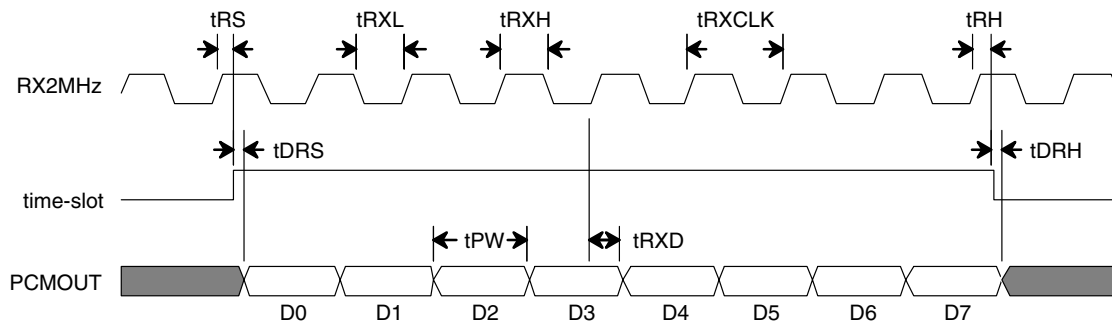 tRS tRXL tRXH tRXCLK tRH
RX2MHz
tDRS tDRH
time-slot
tPW tRXD
PCMOUT
D0 D1 D2 D3 D4 D5 D6 D7